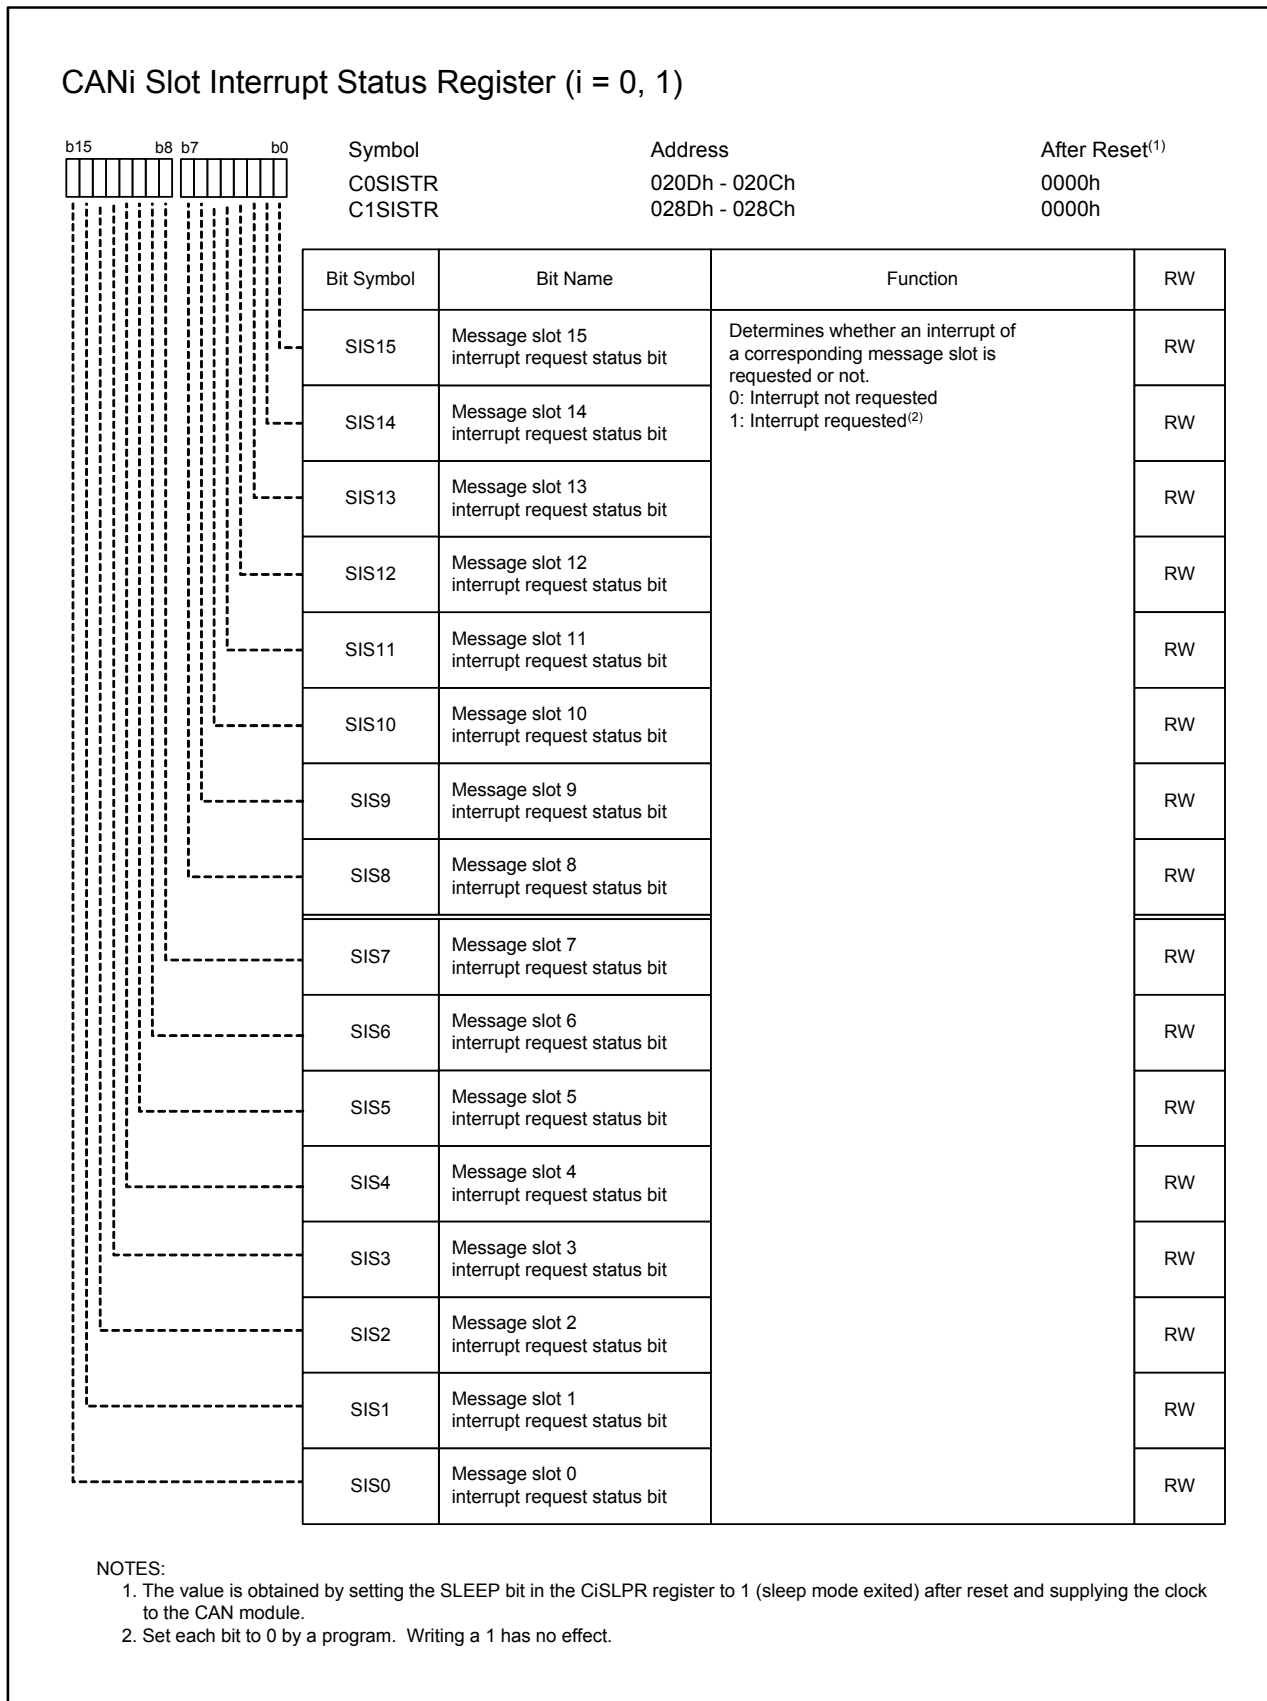 CANi Slot Interrupt Status Register (i = 0, 1)
b15 b8 b7 b0
Symbol Address After Reset(1)
C0SISTR 020Dh - 020Ch 0000h
C1SISTR 028Dh - 028Ch 0000h
Bit Symbol Bit Name Function RW
SIS15 Message slot 15 interrupt request status bit RW
Determines whether an interrupt of
a corresponding message slot is
requested or not.
0: Interrupt not requested
1: Interrupt requested(2)
SIS14 Message slot 14 interrupt request status bit RW
SIS13 Message slot 13 interrupt request status bit RW
SIS12 Message slot 12 interrupt request status bit RW
SIS11 Message slot 11 interrupt request status bit RW
SIS10 Message slot 10 interrupt request status bit RW
SIS9 Message slot 9 interrupt request status bit RW
SIS8 Message slot 8 interrupt request status bit RW
SIS7 Message slot 7 interrupt request status bit RW
SIS6 Message slot 6 interrupt request status bit RW
SIS5 Message slot 5 interrupt request status bit RW
SIS4 Message slot 4 interrupt request status bit RW
SIS3 Message slot 3 interrupt request status bit RW
SIS2 Message slot 2 interrupt request status bit RW
SIS1 Message slot 1 interrupt request status bit RW
SIS0 Message slot 0 interrupt request status bit RW
NOTES:
1. The value is obtained by setting the SLEEP bit in the CiSLPR register to 1 (sleep mode exited) after reset and supplying the clock
to the CAN module.
2. Set each bit to 0 by a program. Writing a 1 has no effect.